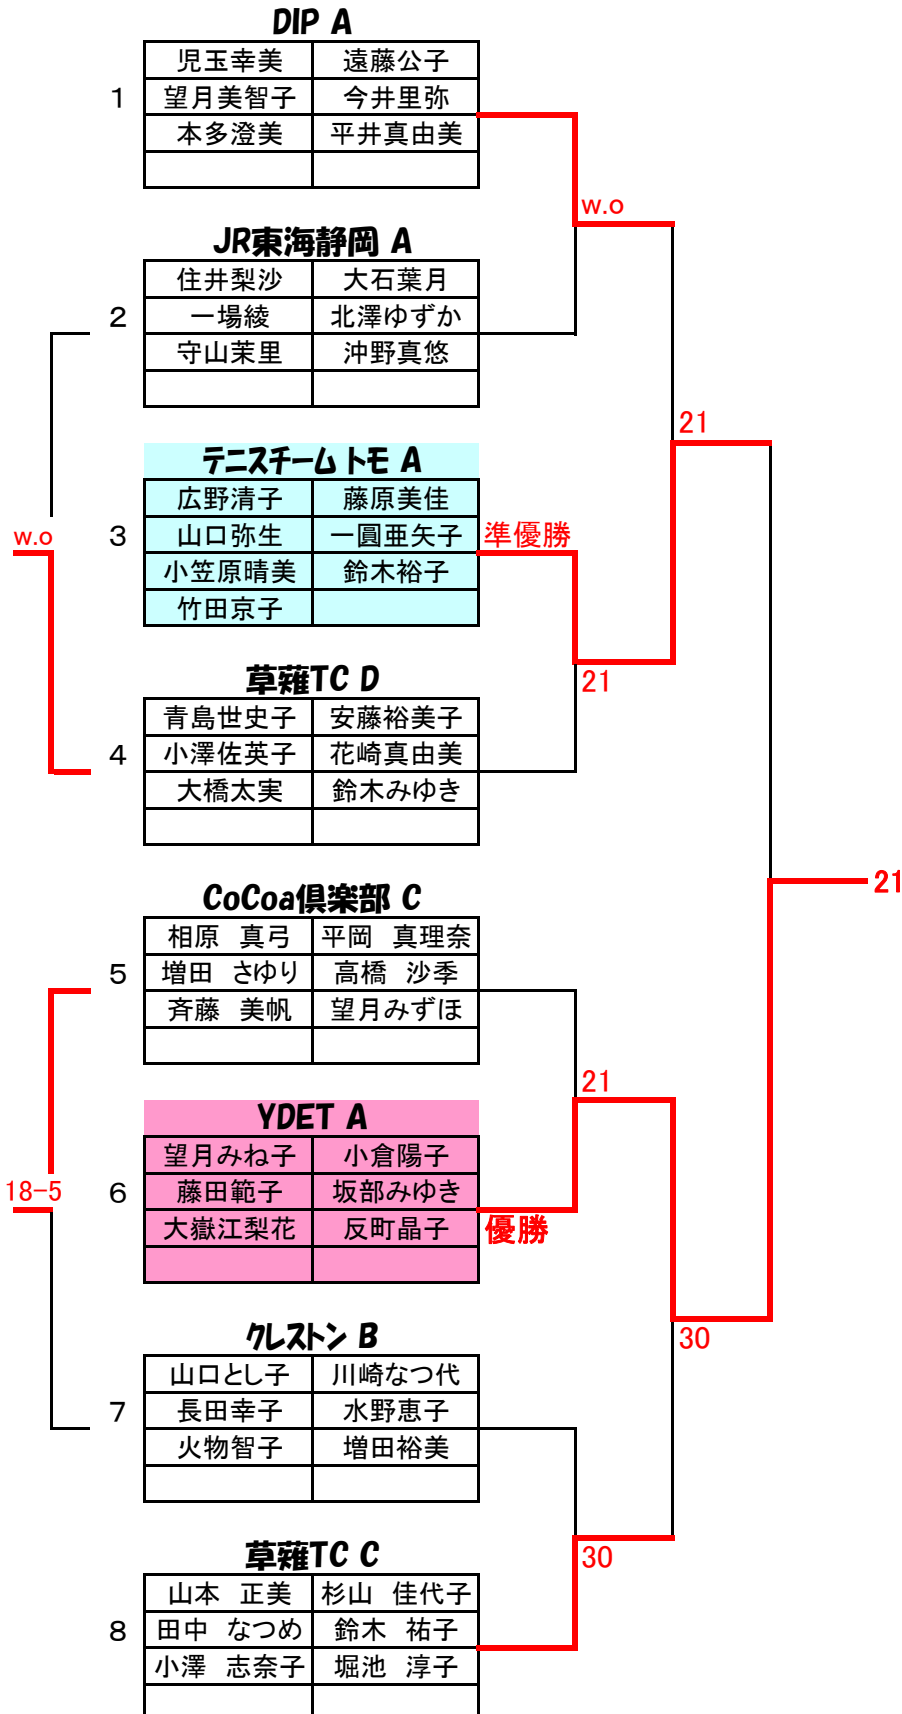 DIP A
児玉幸美 遠藤公子
1 望月美智子 今井里弥
本多澄美 平井真由美
w.o
JR東海静岡 A
住井梨沙 大石葉月
2 一場綾 北澤ゆずか
守山茉里 沖野真悠
21
テニスチーム トモ A
広野清子 藤原美佳
w.o 3 山口弥生 一圓亜矢子 準優勝
小笠原晴美 鈴木裕子
竹田京子
21
草薙TC D
青島世史子 安藤裕美子
4 小澤佐英子 花崎真由美
大橋太実 鈴木みゆき
21
CoCoa倶楽部 C
相原 真弓 平岡 真理奈
5 増田 さゆり 高橋 沙季
斉藤 美帆 望月みずほ
21
YDET A
望月みね子 小倉陽子
18-5 6 藤田範子 坂部みゆき
大嶽江梨花 反町晶子 優勝
クレストン B
30
山口とし子 川崎なつ代
7 長田幸子 水野恵子
火物智子 増田裕美
草薙TC C
30
山本 正美 杉山 佳代子
8 田中 なつめ 鈴木 祐子
小澤 志奈子 堀池 淳子